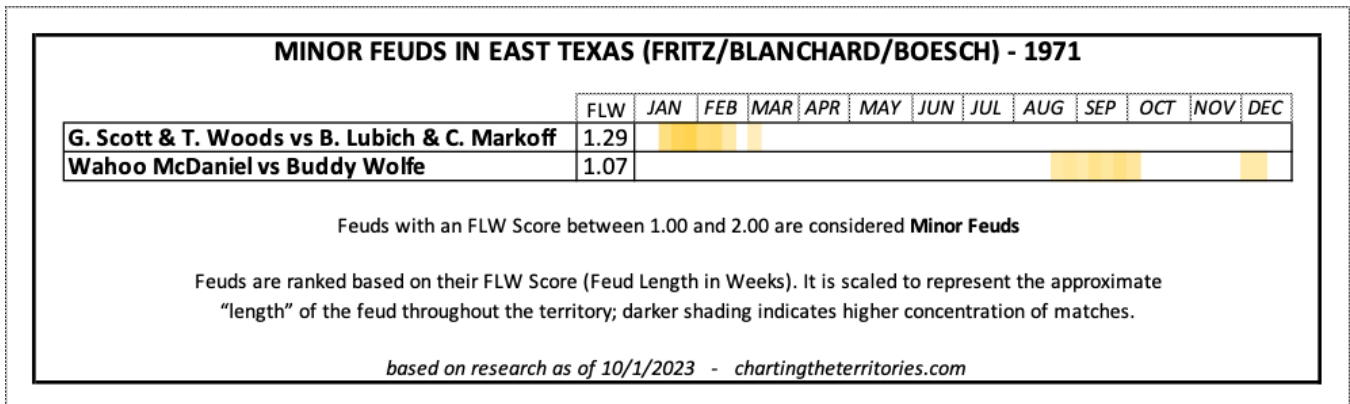 MINOR FEUDS IN EAST TEXAS (FRITZ/BLANCHARD/BOESCH) - 1971
FLW JAN FEB MAR APR MAY JUN JUL AUG SEP OCT NOV DEC
G. Scott & T. Woods vs B. Lubich & C. Markoff 1.29
Wahoo McDaniel vs Buddy Wolfe 1.07
Feuds with an FLW Score between 1.00 and 2.00 are considered Minor Feuds
Feuds are ranked based on their FLW Score (Feud Length in Weeks). It is scaled to represent the approximate
“length” of the feud throughout the territory; darker shading indicates higher concentration of matches.
based on research as of 10/1/2023 - chartingtheterritories.com